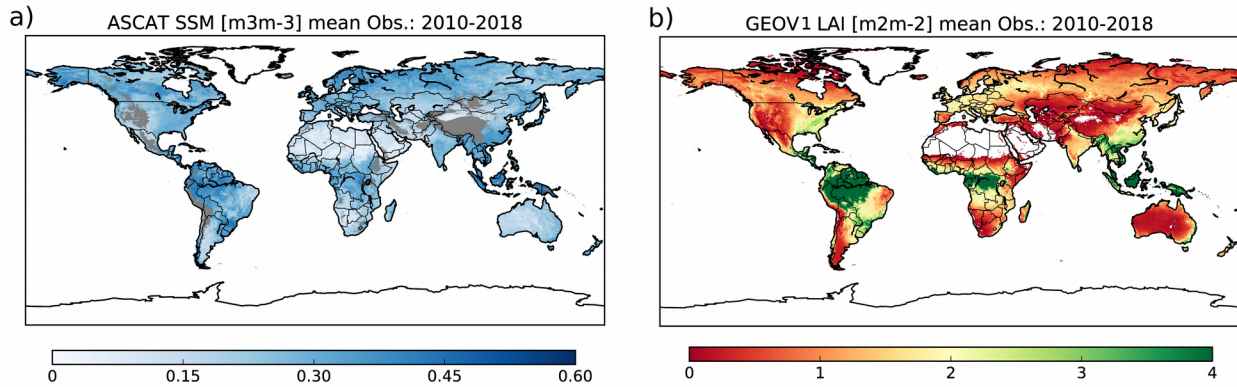 a)
ASCAT SSM [m3m-3] mean Obs.: 2010-2018
0 0.15 0.30 0.45 0.60
b)
GEOV1 LAI [m2m-2] mean Obs.: 2010-2018
0 1 2 3 4